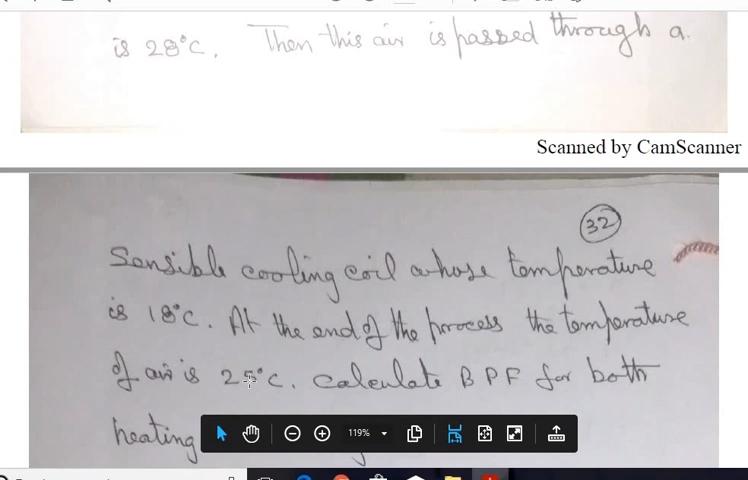 is 28°C. Then this air is passed through a.
Scanned by CamScanner
32
Sensible cooling coil whose temperature
is 18°C. At the end of the process the temperature
of air is 25°C. Calculate BPF for both
heating
119%